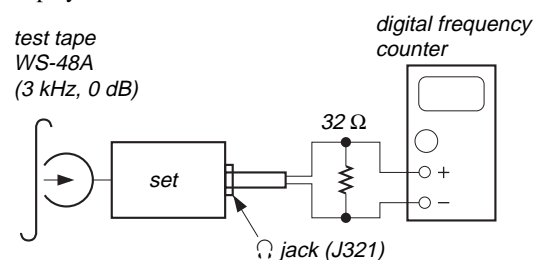 test tape
WS-48A
(3 kHz, 0 dB)
digital frequency
counter
32 Ω
set
+
–
jack (J321)